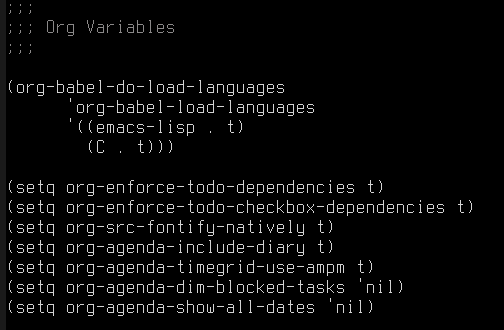 ;;;
;;; Org Variables
;;;
(org-babel-do-load-languages
'org-babel-load-languages
'((emacs-lisp . t)
(C . t)))
(setq org-enforce-todo-dependencies t)
(setq org-enforce-todo-checkbox-dependencies t)
(setq org-src-fontify-natively t)
(setq org-agenda-include-diary t)
(setq org-agenda-timegrid-use-ampm t)
(setq org-agenda-dim-blocked-tasks 'nil)
(setq org-agenda-show-all-dates 'nil)